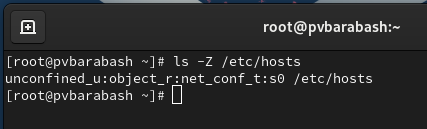 root@pvbarabash:~
[root@pvbarabash ~]# ls -Z /etc/hosts
unconfined_u:object_r:net_conf_t:s0 /etc/hosts
[root@pvbarabash ~]#